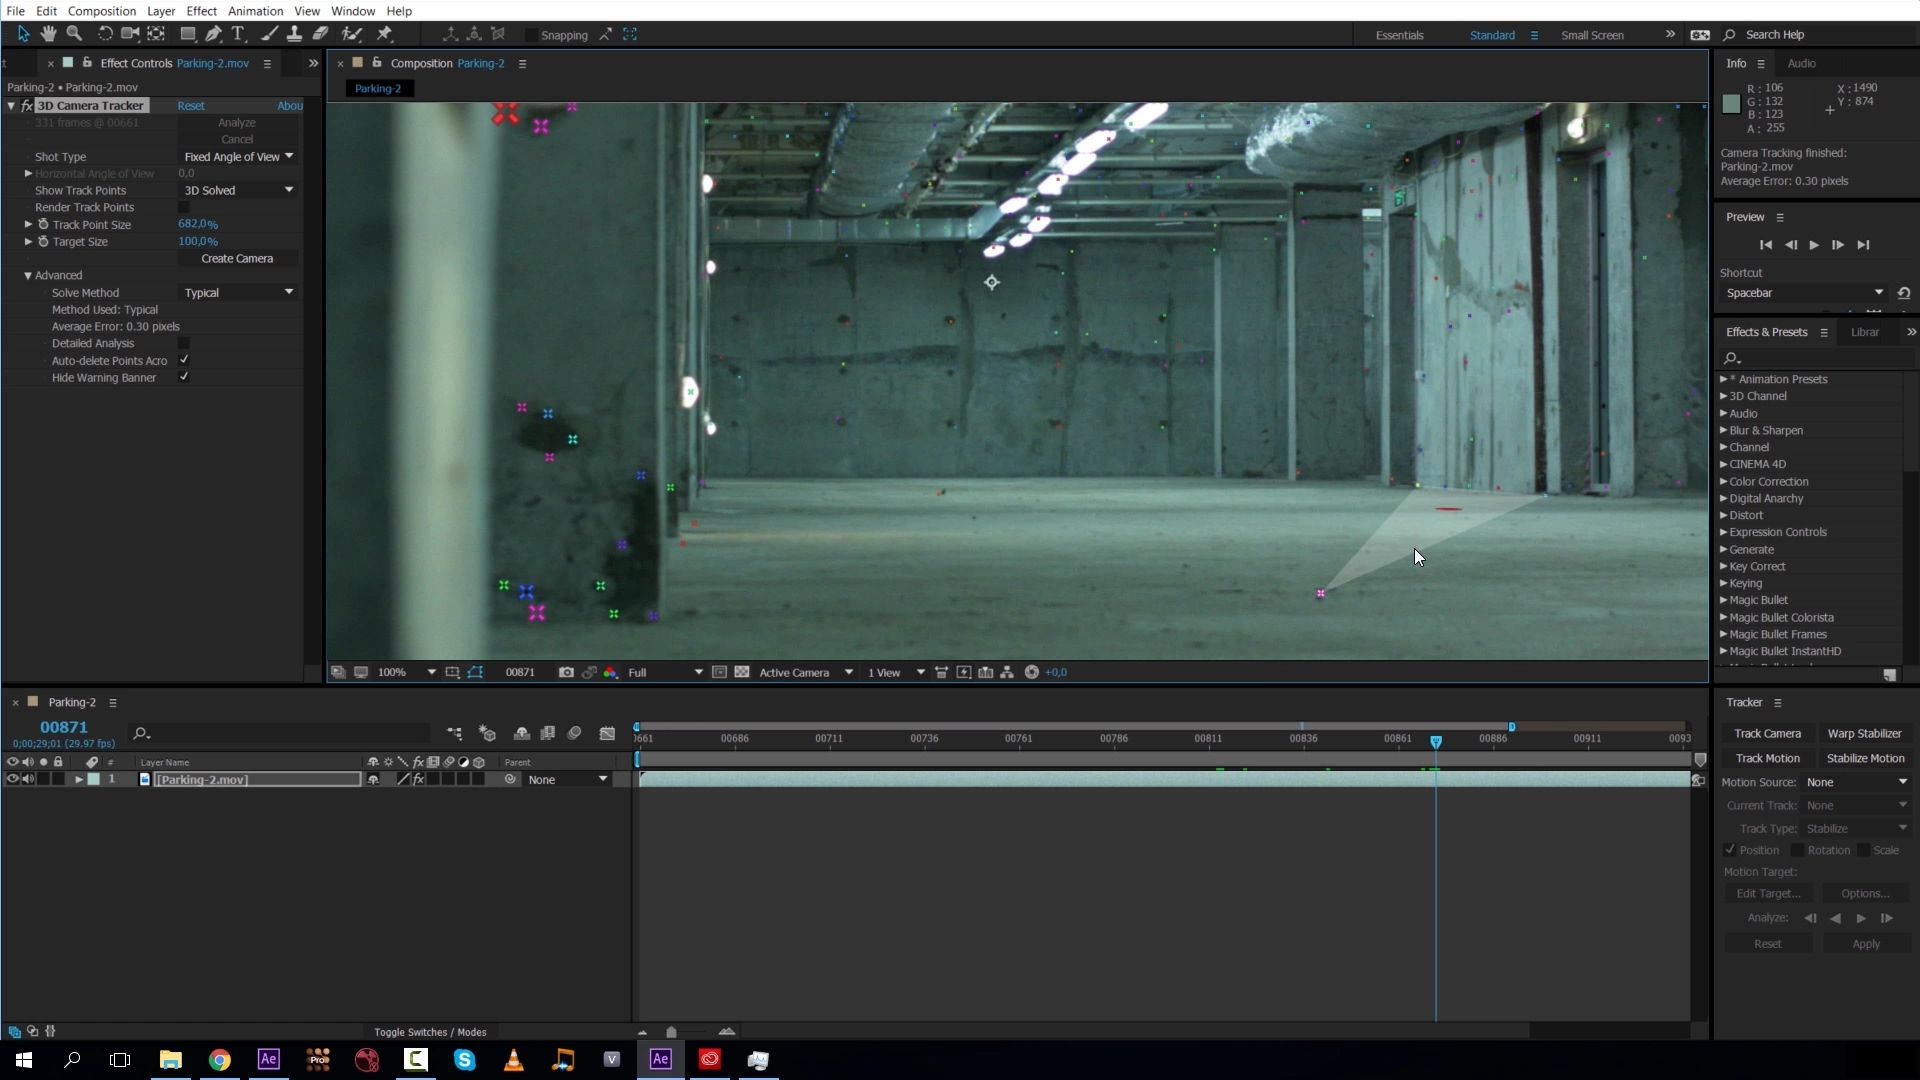 File Edit Composition Layer Effect Animation View Window Help
Snapping
Essentials Standard Small Screen Search Help
Effect Controls Parking-2.mov
Parking-2 • Parking-2.mov
fx 3D Camera Tracker Reset Abou
331 frames @ 00661 Analyze
Cancel
Shot Type Fixed Angle of View
Horizontal Angle of View 0,0
Show Track Points 3D Solved
Render Track Points
Track Point Size 682,0%
Target Size 100,0%
Create Camera
Advanced
Solve Method Typical
Method Used: Typical
Average Error: 0.30 pixels
Detailed Analysis
Auto-delete Points Acro
Hide Warning Banner
Composition Parking-2
Parking-2
100% 00871 Full Active Camera 1 View +0,0
Info Audio
R: 106 X: 1490
G: 132 Y: 874
B: 123
A: 255
Camera Tracking finished:
Parking-2.mov
Average Error: 0.30 pixels
Preview
Shortcut
Spacebar
Effects & Presets Librar
* Animation Presets
3D Channel
Audio
Blur & Sharpen
Channel
CINEMA 4D
Color Correction
Digital Anarchy
Distort
Expression Controls
Generate
Key Correct
Keying
Magic Bullet
Magic Bullet Colorista
Magic Bullet Frames
Magic Bullet InstantHD
Parking-2
00871
0;00;29;01 (29.97 fps)
# Layer Name fx Parent
1 [Parking-2.mov] fx None
0661 00686 00711 00736 00761 00786 00811 00836 00861 00886 00911 0093
Toggle Switches / Modes
Tracker
Track Camera Warp Stabilizer
Track Motion Stabilize Motion
Motion Source: None
Current Track: None
Track Type: Stabilize
Position Rotation Scale
Motion Target:
Edit Target... Options...
Analyze:
Reset Apply
Ae Pro C S V Ae